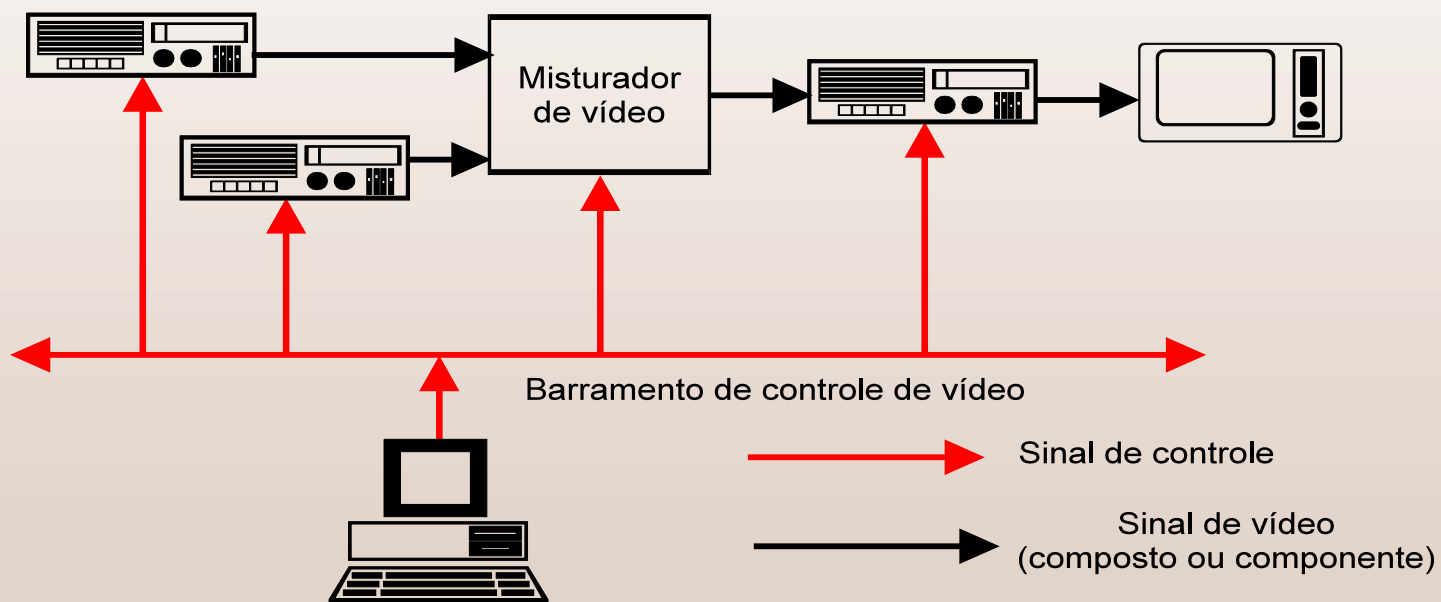 Misturador
de vídeo
Barramento de controle de vídeo
Sinal de controle
Sinal de vídeo
(composto ou componente)